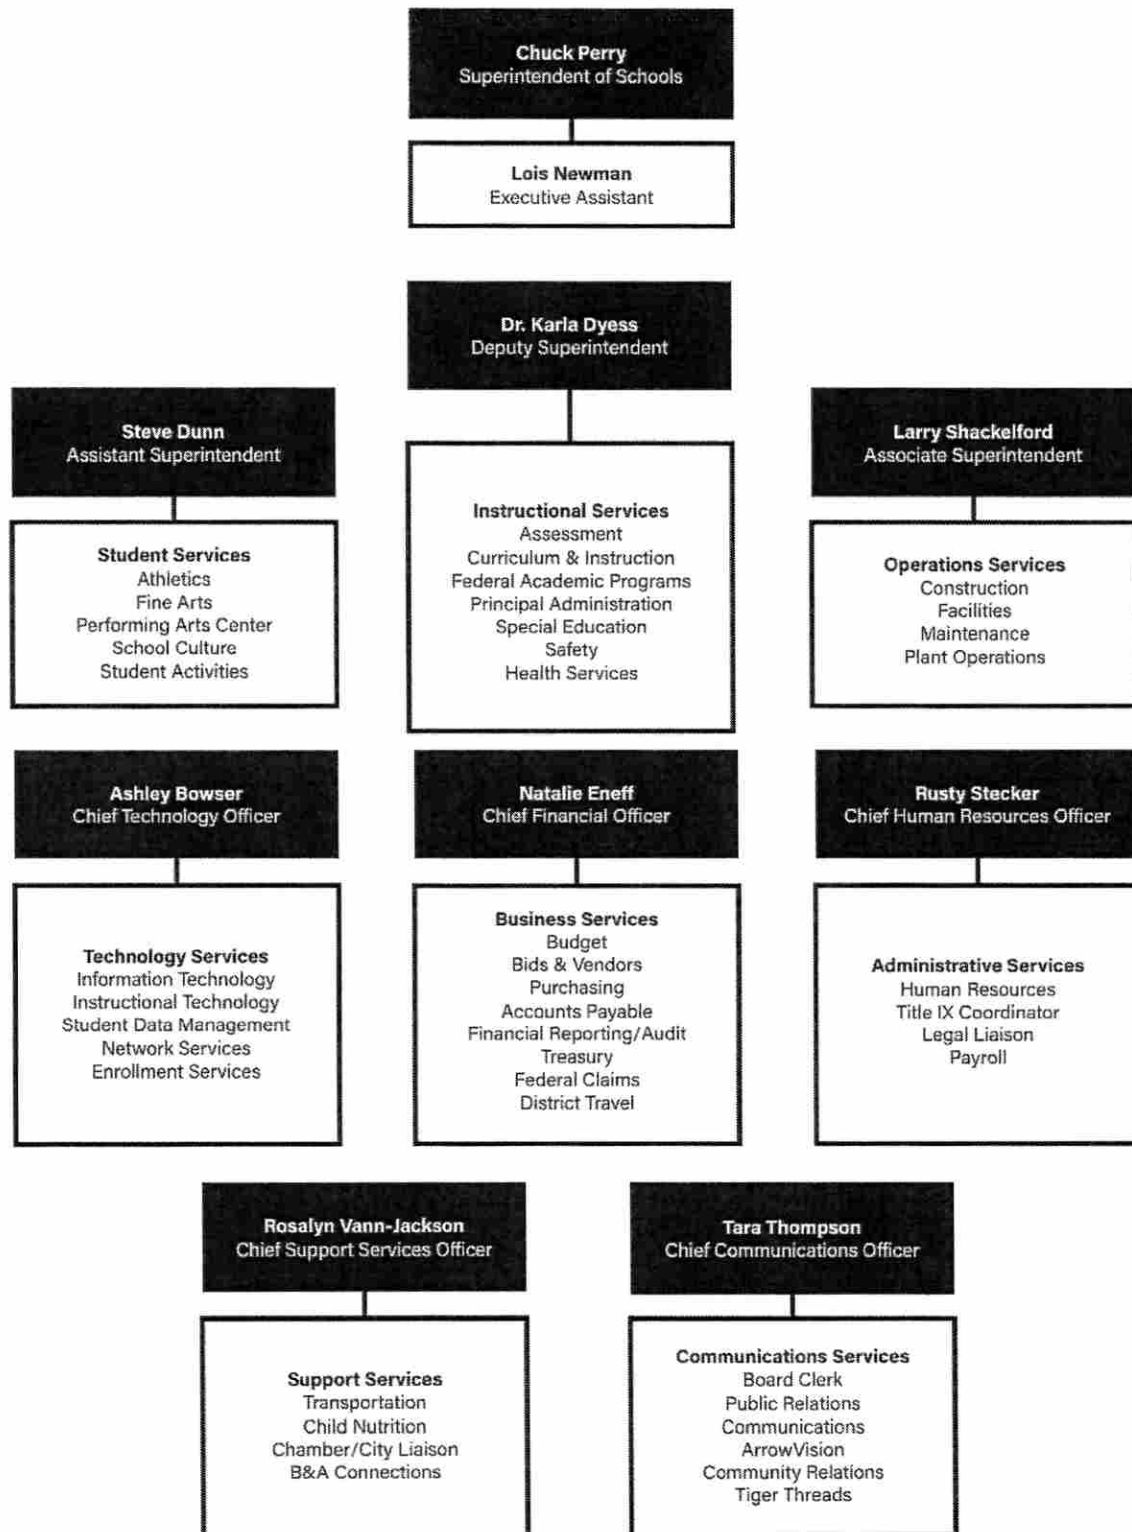 Chuck Perry
Superintendent of Schools
Lois Newman
Executive Assistant
Dr. Karla Dyess
Deputy Superintendent
Steve Dunn
Assistant Superintendent
Larry Shackelford
Associate Superintendent
Student Services
Athletics
Fine Arts
Performing Arts Center
School Culture
Student Activities
Instructional Services
Assessment
Curriculum & Instruction
Federal Academic Programs
Principal Administration
Special Education
Safety
Health Services
Operations Services
Construction
Facilities
Maintenance
Plant Operations
Ashley Bowser
Chief Technology Officer
Natalie Eneff
Chief Financial Officer
Rusty Stecker
Chief Human Resources Officer
Technology Services
Information Technology
Instructional Technology
Student Data Management
Network Services
Enrollment Services
Business Services
Budget
Bids & Vendors
Purchasing
Accounts Payable
Financial Reporting/Audit
Treasury
Federal Claims
District Travel
Administrative Services
Human Resources
Title IX Coordinator
Legal Liaison
Payroll
Rosalyn Vann-Jackson
Chief Support Services Officer
Tara Thompson
Chief Communications Officer
Support Services
Transportation
Child Nutrition
Chamber/City Liaison
B&A Connections
Communications Services
Board Clerk
Public Relations
Communications
ArrowVision
Community Relations
Tiger Threads